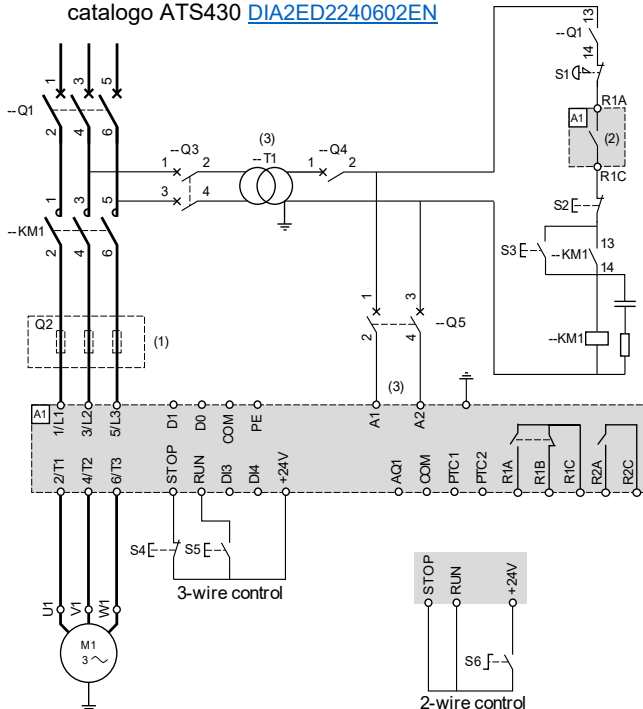 catalogo ATS430 DIA2ED2240602EN
1 3 5
--Q1
2 4 6
1 3 5
--KM1
2 4 6
Q2
(1)
--Q3
1 2
3 4
(3)
--T1
--Q4
1 2
1 3
--Q5
2 4
(3)
13
--Q1
14
S1
R1A
A1
(2)
R1C
S2
S3
--KM1
13
14
--KM1
A1
1/L1 3/L2 5/L3 D1 D0 COM PE A1 A2
2/T1 4/T2 6/T3 STOP RUN DI3 DI4 +24V AQ1 COM PTC1 PTC2 R1A R1B R1C R2A R2C
S4 S5
3-wire control
U1 V1 W1
M1
3
STOP RUN +24V
S6
2-wire control